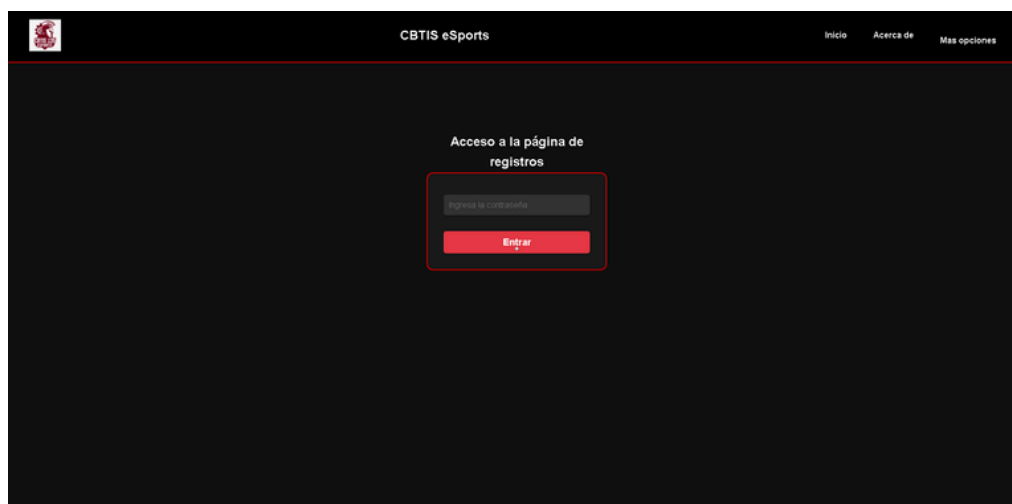 CBTIS eSports
Inicio
Acerca de
Mas opciones
Acceso a la página de
registros
Ingresa la contraseña
Entrar